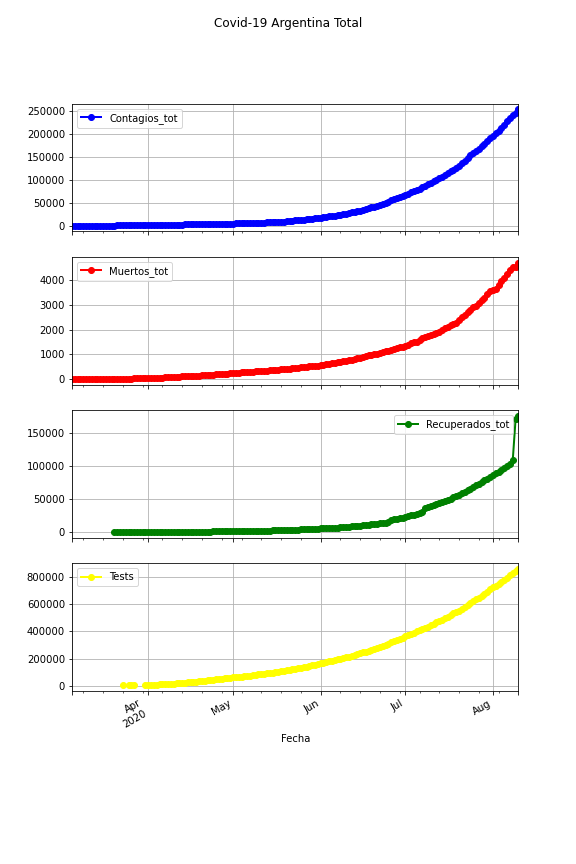 Covid-19 Argentina Total
250000
200000
150000
100000
50000
0
Contagios_tot
4000
3000
2000
1000
0
Muertos_tot
150000
100000
50000
0
Recuperados_tot
800000
600000
400000
200000
0
Tests
Apr
2020
May
Jun
Jul
Aug
Fecha